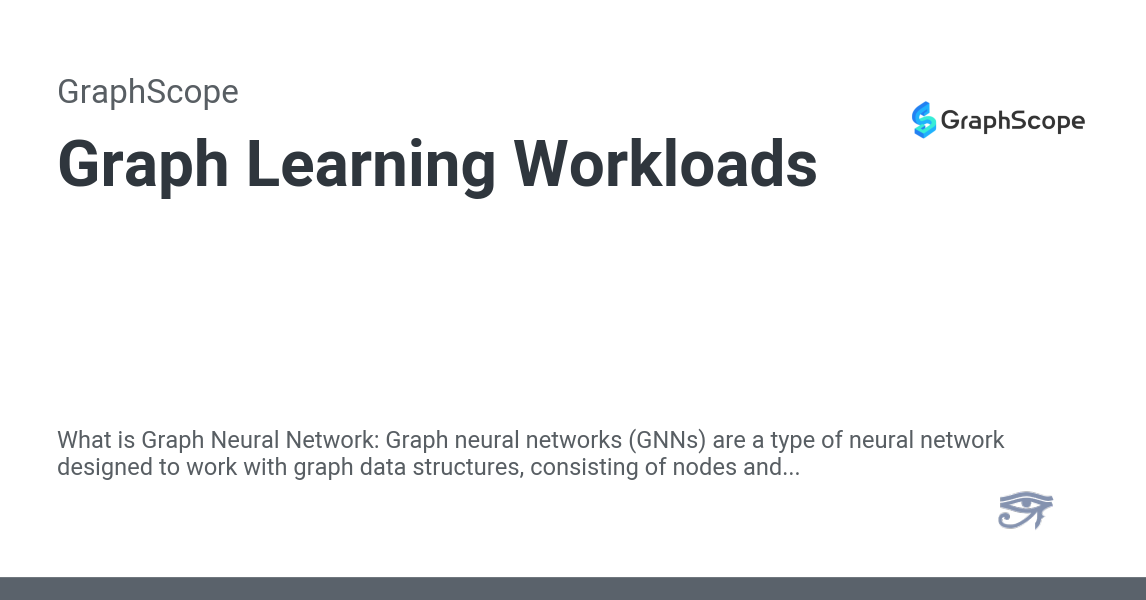 GraphScope
GraphScope
Graph Learning Workloads
What is Graph Neural Network: Graph neural networks (GNNs) are a type of neural network
designed to work with graph data structures, consisting of nodes and...